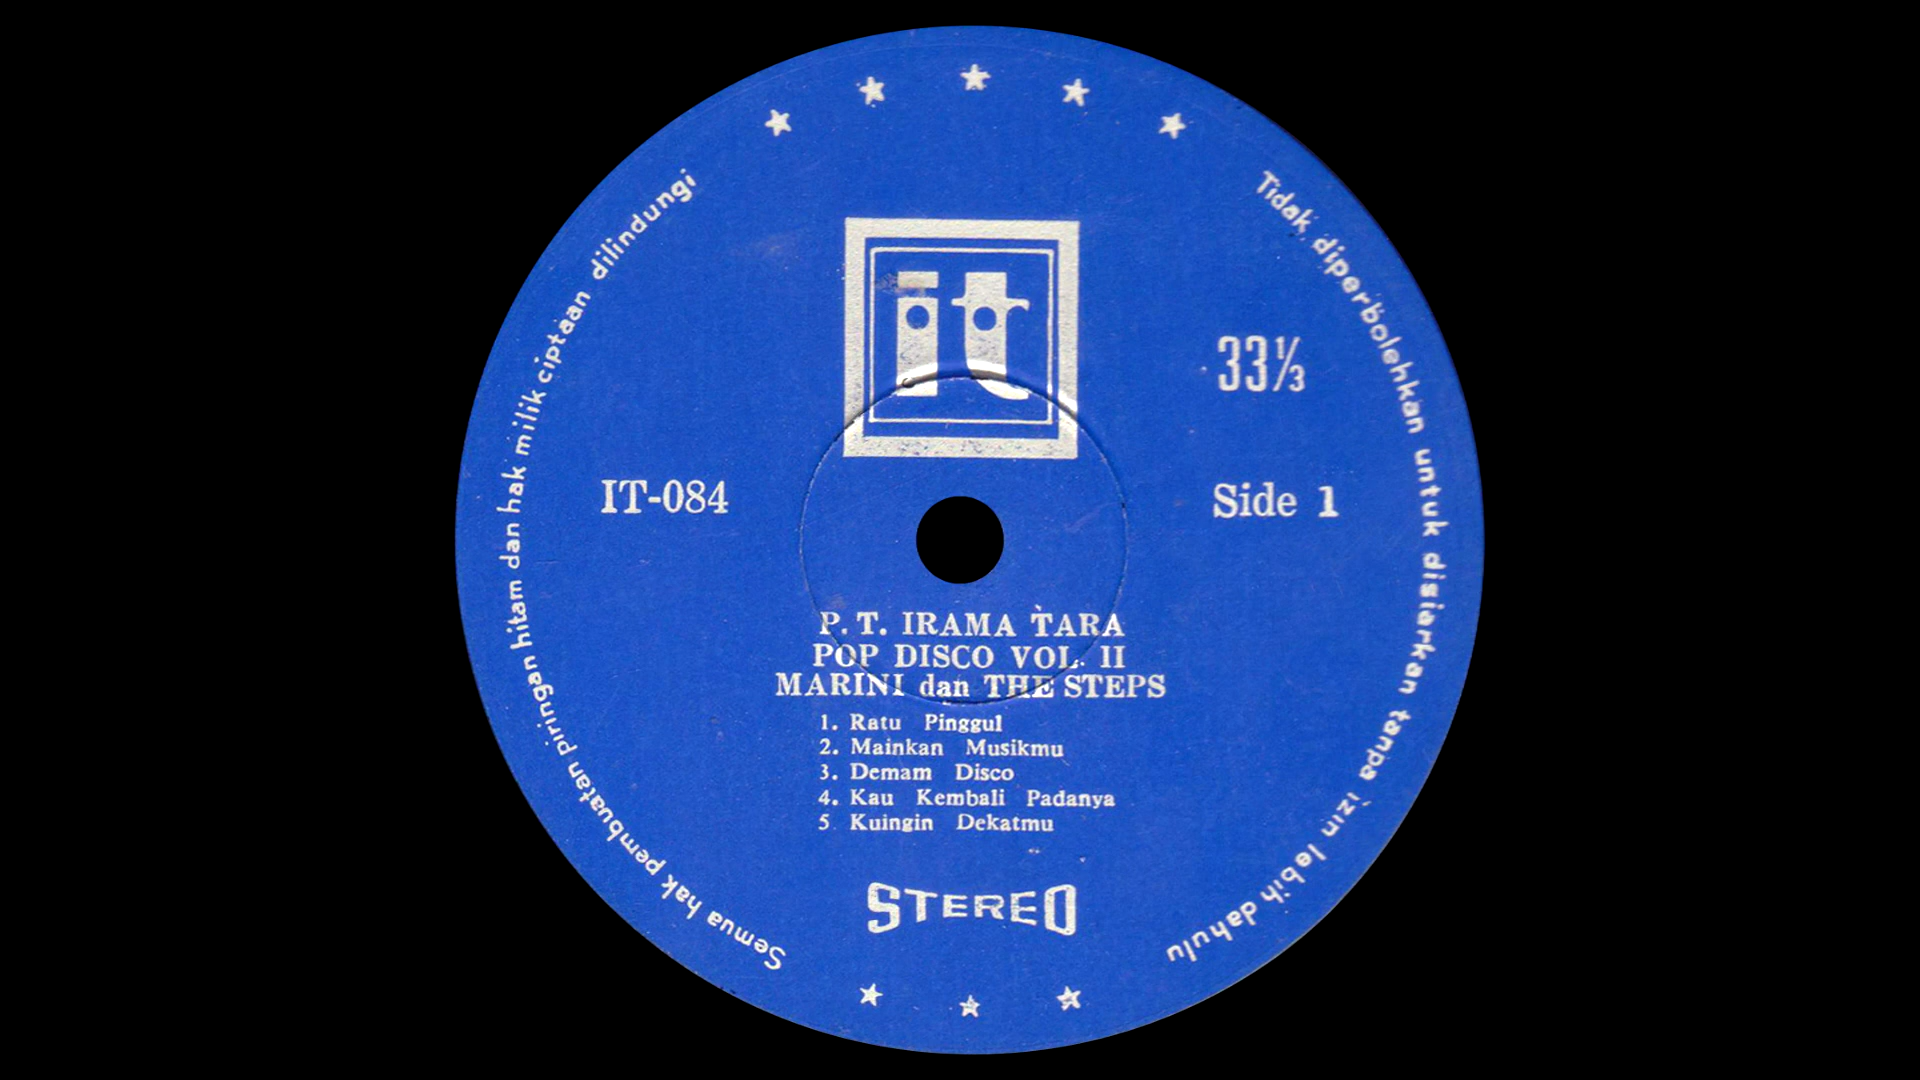 Semua hak pembuatan piringan hitam dan hak milik ciptaan dilindungi
Tidak diperbolehkan untuk disiarkan tanpa izin lebih dahulu
it
33⅓
IT-084
Side 1
P. T. IRAMA TARA
POP DISCO VOL. II
MARINI dan THE STEPS
1. Ratu Pinggul
2. Mainkan Musikmu
3. Demam Disco
4. Kau Kembali Padanya
5 Kuingin Dekatmu
STEREO